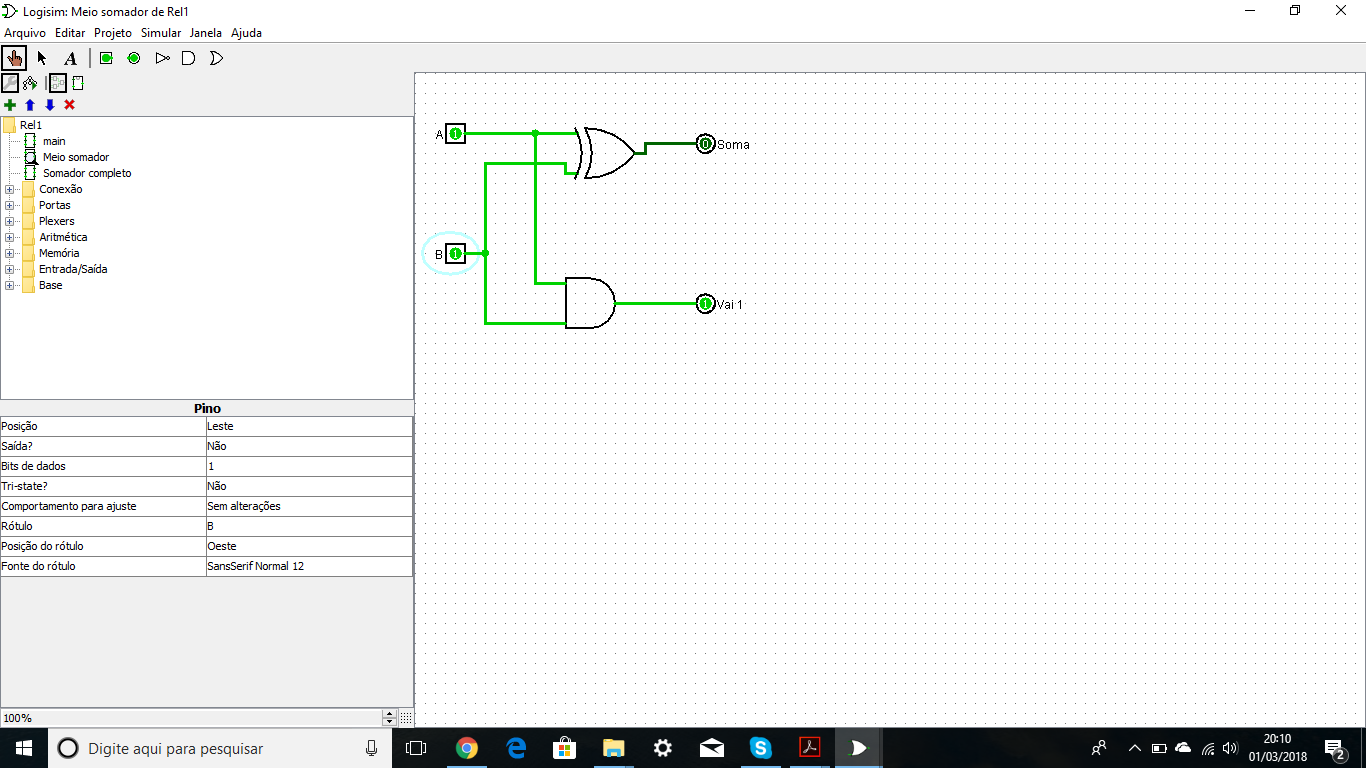 Logisim: Meio somador de Rel1
Arquivo Editar Projeto Simular Janela Ajuda
A
Rel1
main
Meio somador
Somador completo
Conexão
Portas
Plexers
Aritmética
Memória
Entrada/Saída
Base
Pino
Posição Leste
Saída? Não
Bits de dados 1
Tri-state? Não
Comportamento para ajuste Sem alterações
Rótulo B
Posição do rótulo Oeste
Fonte do rótulo SansSerif Normal 12
100%
A 1 0 Soma
B 1
1 Vai 1
Digite aqui para pesquisar
20:10
01/03/2018
2